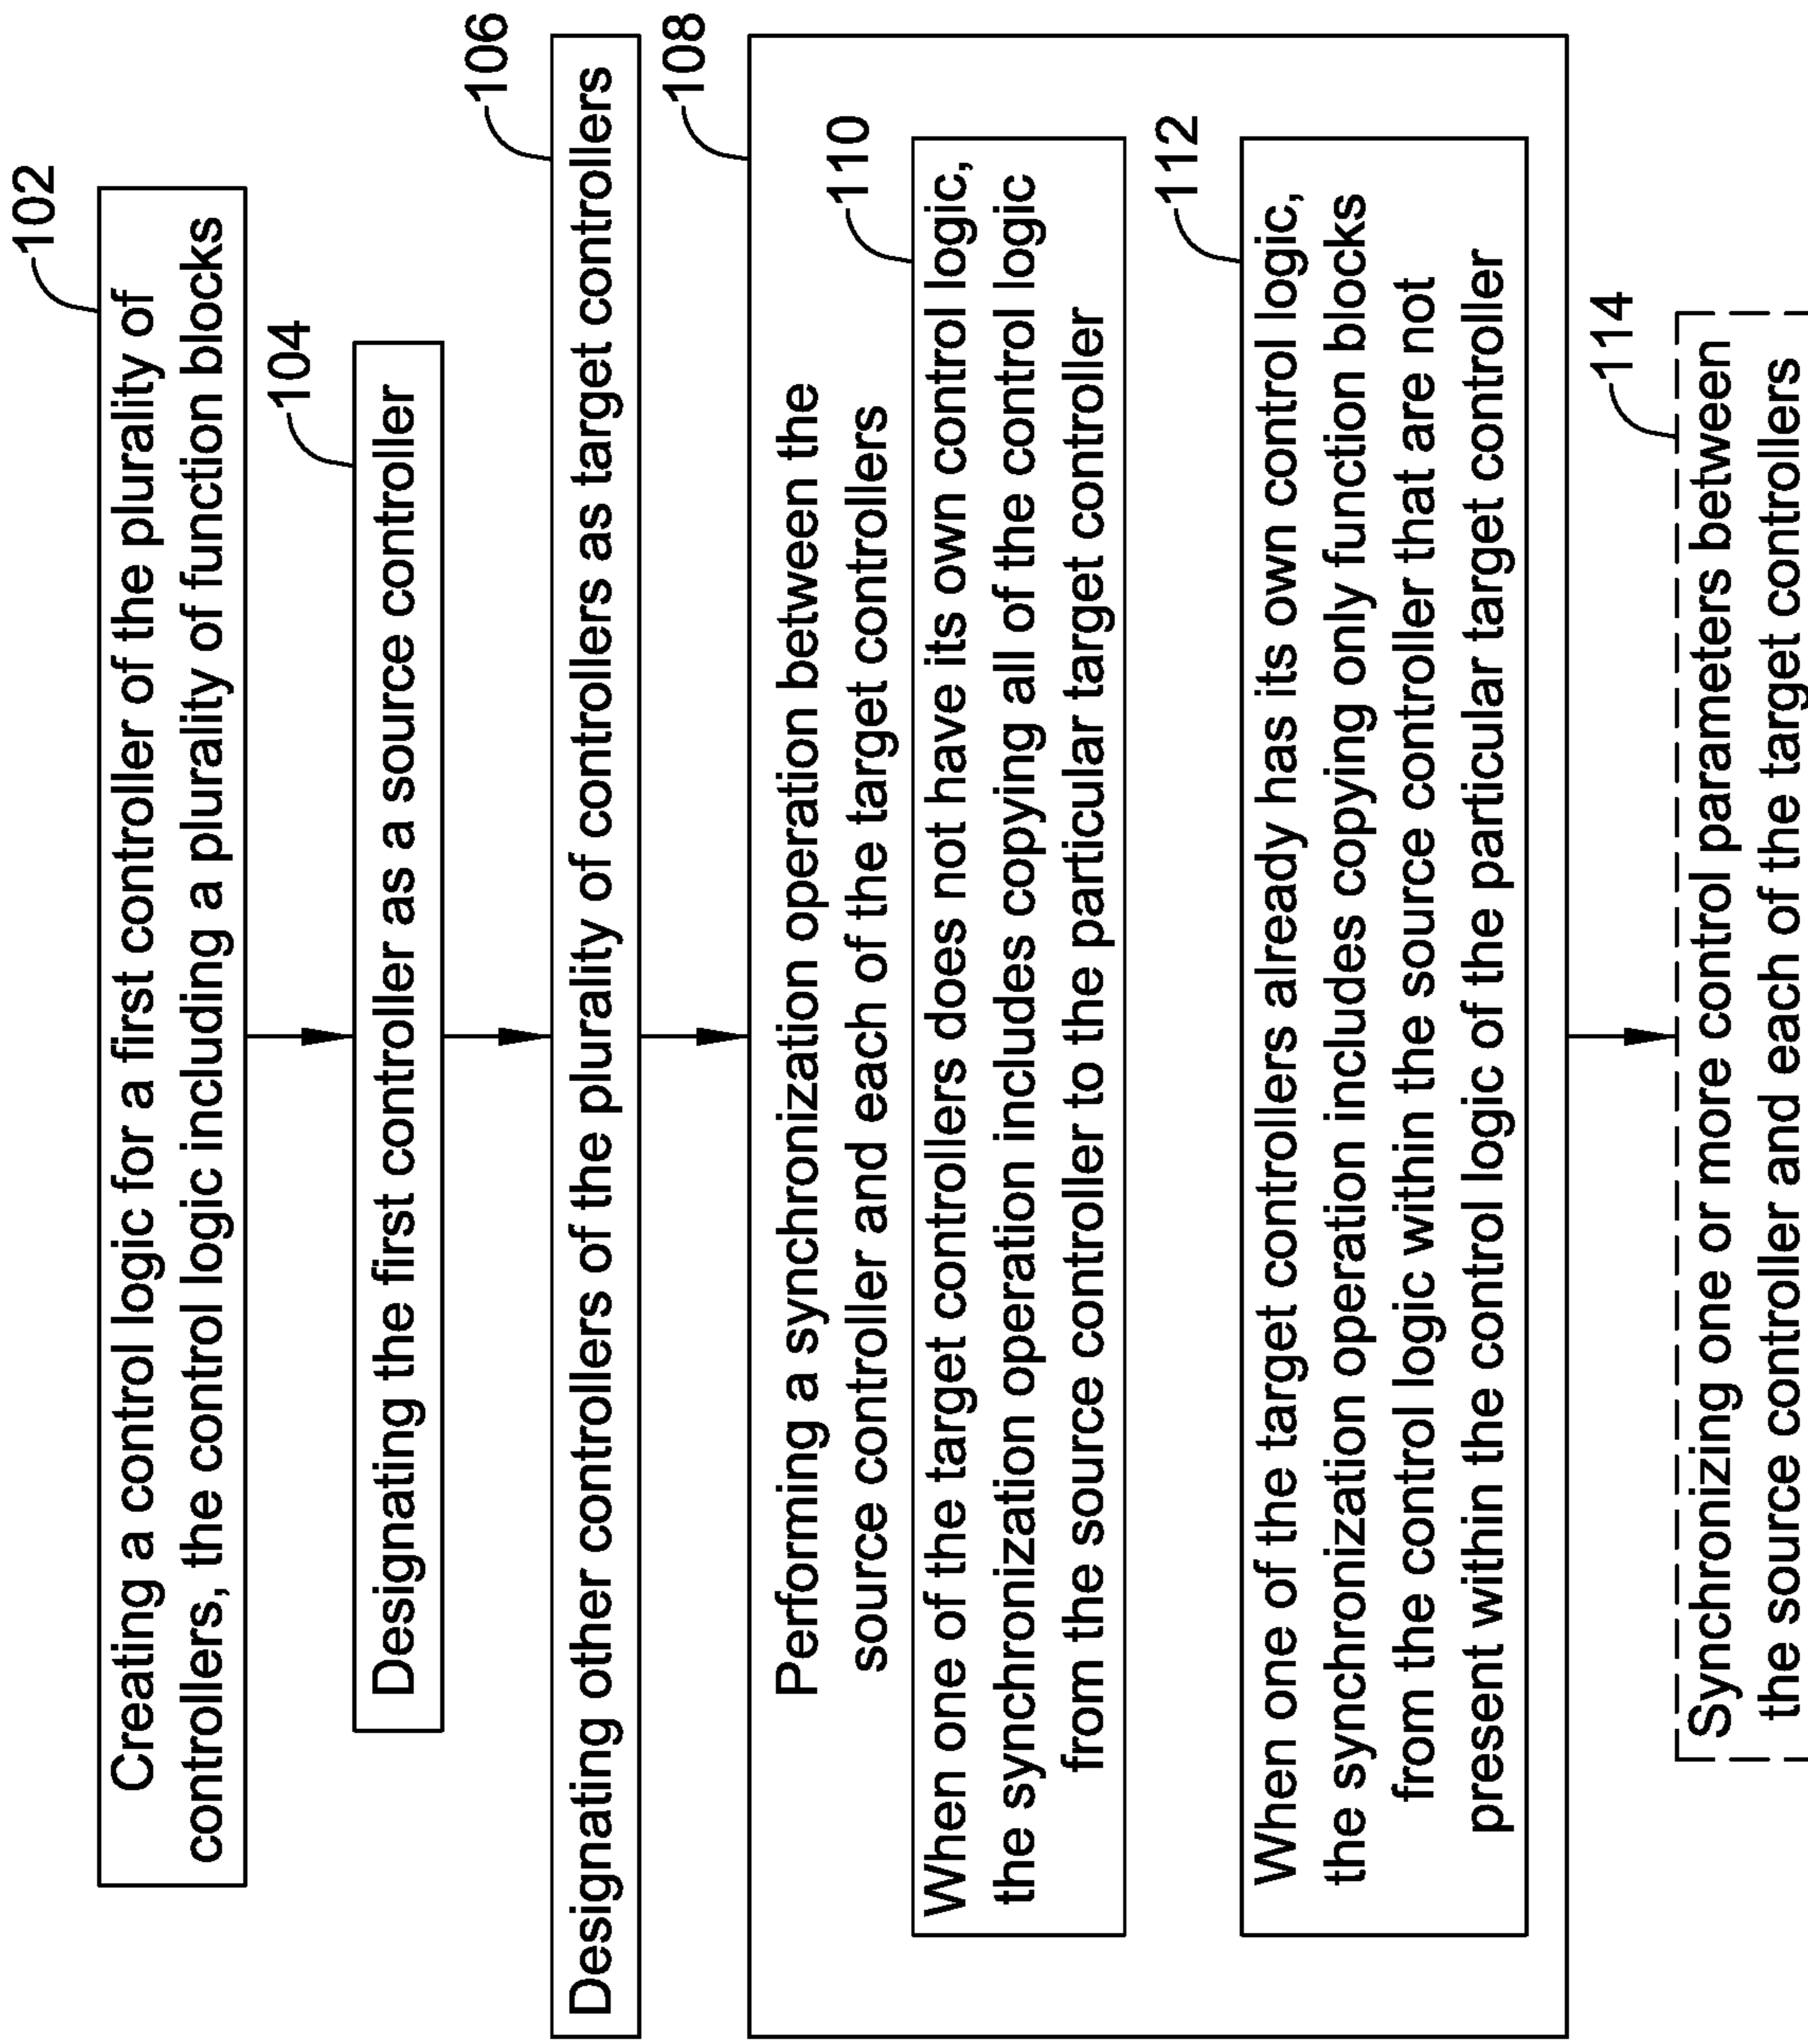 102
Creating a control logic for a first controller of the plurality of
controllers, the control logic including a plurality of function blocks
104
Designating the first controller as a source controller
106
Designating other controllers of the plurality of controllers as target controllers
108
Performing a synchronization operation between the
source controller and each of the target controllers
110
When one of the target controllers does not have its own control logic,
the synchronization operation includes copying all of the control logic
from the source controller to the particular target controller
112
When one of the target controllers already has its own control logic,
the synchronization operation includes copying only function blocks
from the control logic within the source controller that are not
present within the control logic of the particular target controller
114
Synchronizing one or more control parameters between
the source controller and each of the target controllers